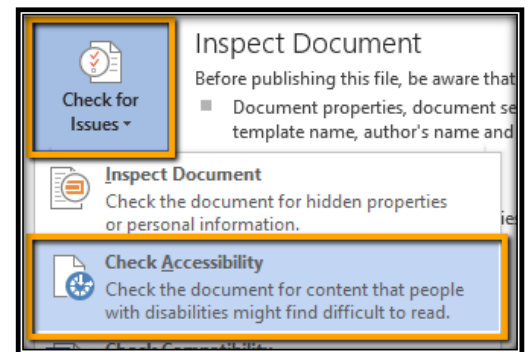 Inspect Document
Before publishing this file, be aware that
Check for
Issues
Document properties, document se
template name, author's name and
Inspect Document
Check the document for hidden properties
or personal information.
Check Accessibility
Check the document for content that people
with disabilities might find difficult to read.